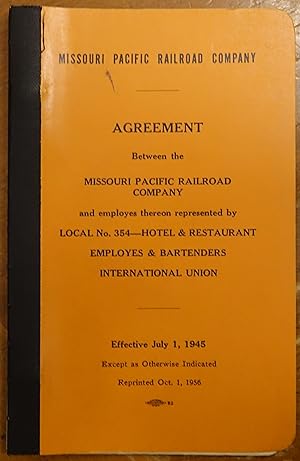 MISSOURI PACIFIC RAILROAD COMPANY
AGREEMENT
Between the
MISSOURI PACIFIC RAILROAD
COMPANY
and employes thereon represented by
LOCAL No. 354—HOTEL & RESTAURANT
EMPLOYES & BARTENDERS
INTERNATIONAL UNION
Effective July 1, 1945
Except as Otherwise Indicated
Reprinted Oct. 1, 1956